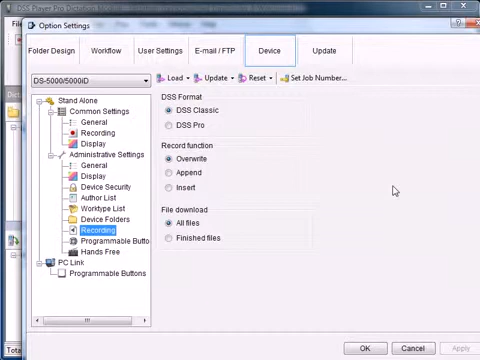 DSS Player Pro Dictation M
Option Settings
File
Folder Design Workflow User Settings E-mail / FTP Device Update
DS-5000/5000iD Load Update Reset Set Job Number...
Stand Alone
Common Settings
General
Recording
Display
Administrative Settings
General
Display
Device Security
Author List
Worktype List
Device Folders
Recording
Programmable Butto
Hands Free
PC Link
Programmable Buttons
DSS Format
DSS Classic
DSS Pro
Record function
Overwrite
Append
Insert
File download
All files
Finished files
Dicta
Tota
OK Cancel Apply